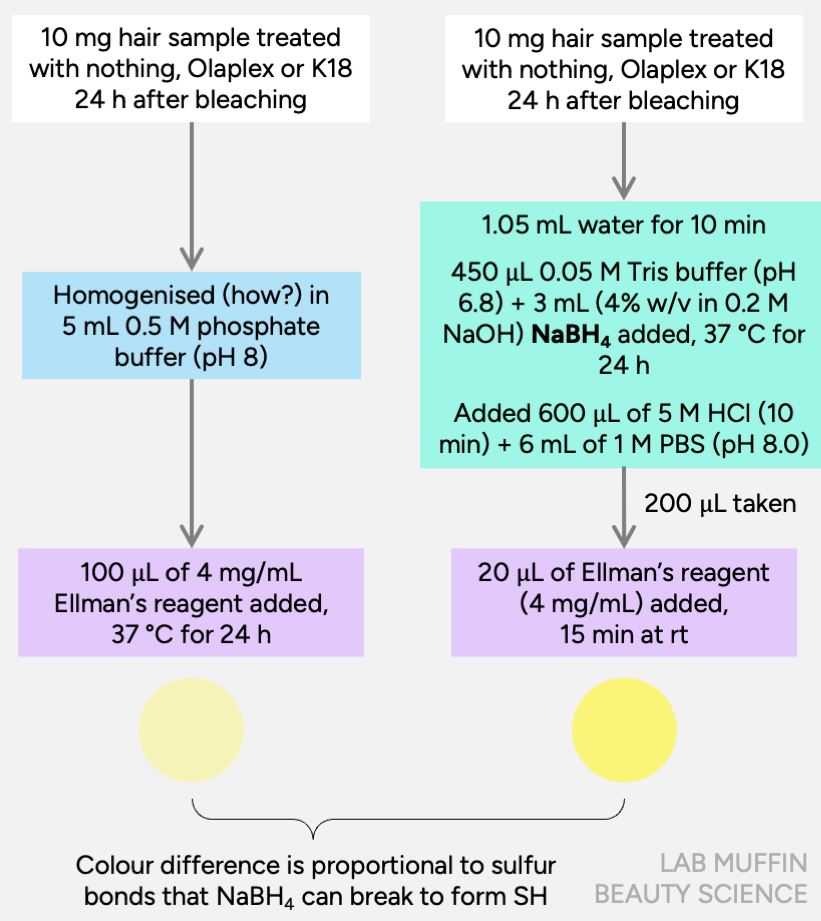 10 mg hair sample treated
with nothing, Olaplex or K18
24 h after bleaching
Homogenised (how?) in
5 mL 0.5 M phosphate
buffer (pH 8)
100 μL of 4 mg/mL
Ellman's reagent added,
37 °C for 24 h
10 mg hair sample treated
with nothing, Olaplex or K18
24 h after bleaching
1.05 mL water for 10 min
450 μL 0.05 M Tris buffer (pH
6.8) + 3 mL (4% w/v in 0.2 M
NaOH) NaBH₄ added, 37 °C for
24 h
Added 600 μL of 5 M HCl (10
min) + 6 mL of 1 M PBS (pH 8.0)
200 μL taken
20 μL of Ellman's reagent
(4 mg/mL) added,
15 min at rt
Colour difference is proportional to sulfur
bonds that NaBH₄ can break to form SH
LAB MUFFIN
BEAUTY SCIENCE